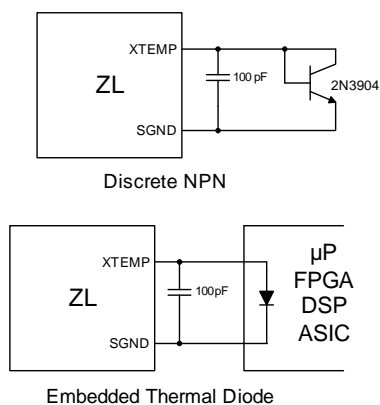 XTEMP
ZL
100 pF
2N3904
SGND
Discrete NPN
XTEMP
µP
FPGA
DSP
ASIC
ZL
100pF
SGND
Embedded Thermal Diode